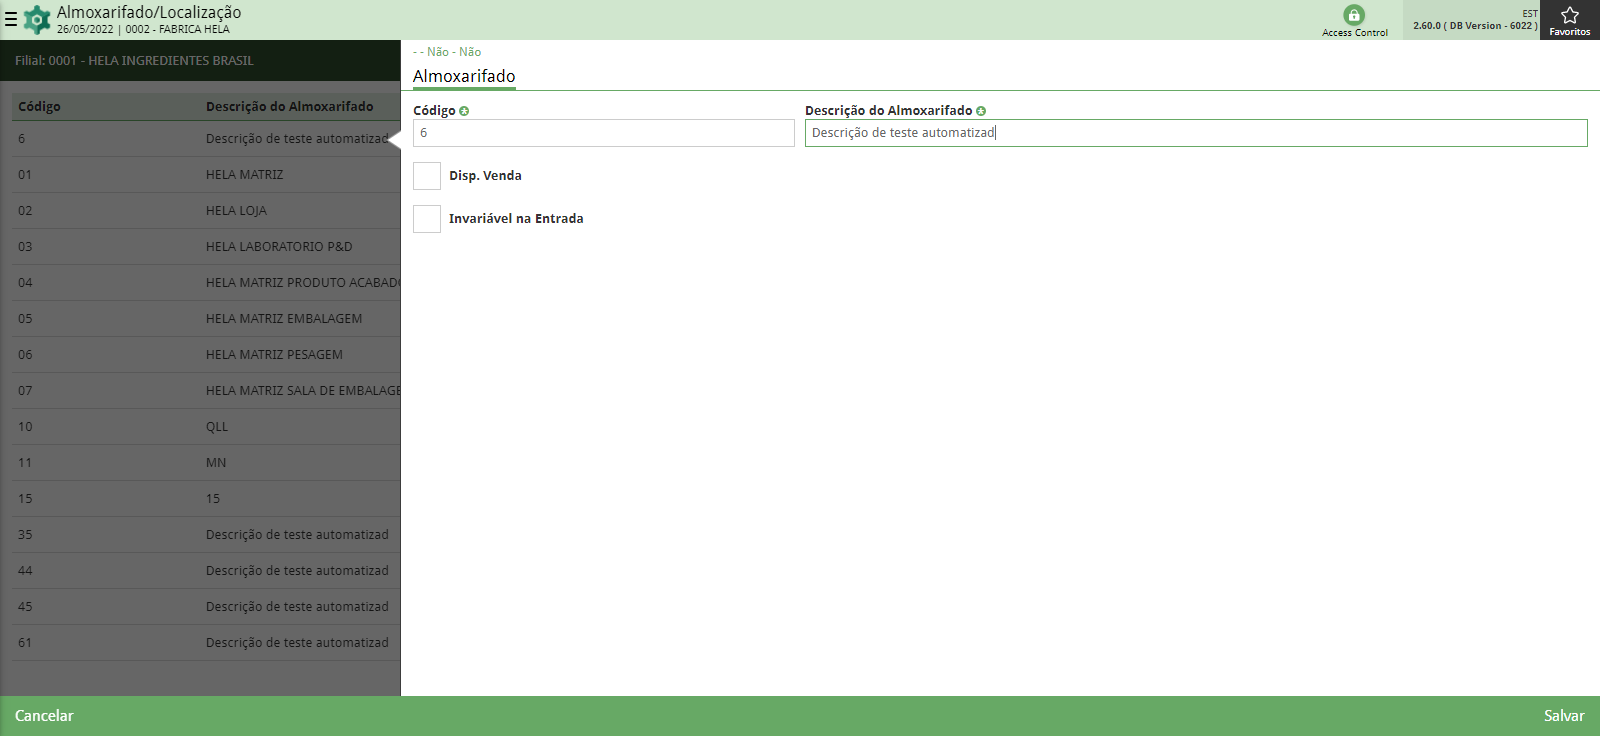 Almoxarifado/Localização
26/05/2022 | 0002 - FABRICA HELA
Access Control
EST
2.60.0 ( DB Version - 6022 )
Favoritos
Filial: 0001 - HELA INGREDIENTES BRASIL
Código Descrição do Almoxarifado
6 Descrição de teste automatizad
01 HELA MATRIZ
02 HELA LOJA
03 HELA LABORATORIO P&D
04 HELA MATRIZ PRODUTO ACABADO
05 HELA MATRIZ EMBALAGEM
06 HELA MATRIZ PESAGEM
07 HELA MATRIZ SALA DE EMBALAGE
10 QLL
11 MN
15 15
35 Descrição de teste automatizad
44 Descrição de teste automatizad
45 Descrição de teste automatizad
61 Descrição de teste automatizad
- - Não - Não
Almoxarifado
Código Descrição do Almoxarifado
6 Descrição de teste automatizad
Disp. Venda
Invariável na Entrada
Cancelar Salvar